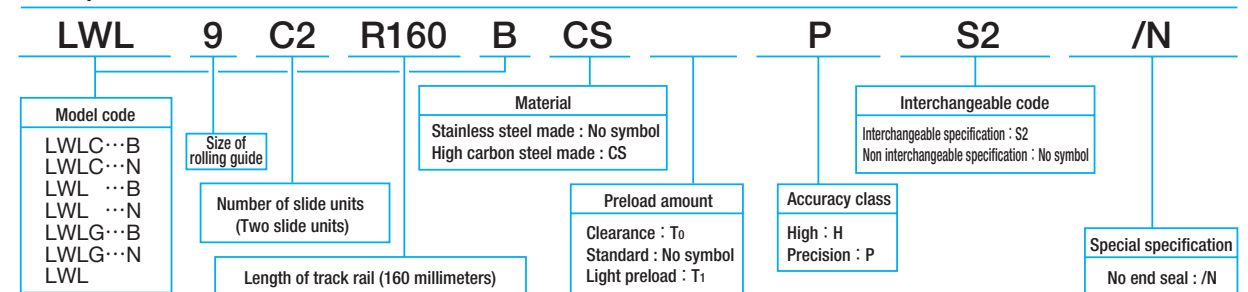 LWL 9 C2 R160 B CS P S2 /N
Model code
LWLC…B
LWLC…N
LWL …B
LWL …N
LWLG…B
LWLG…N
LWL
Size of
rolling guide
Number of slide units
(Two slide units)
Length of track rail (160 millimeters)
Material
Stainless steel made : No symbol
High carbon steel made : CS
Preload amount
Clearance : T0
Standard : No symbol
Light preload : T1
Accuracy class
High : H
Precision : P
Interchangeable code
Interchangeable specification : S2
Non interchangeable specification : No symbol
Special specification
No end seal : /N